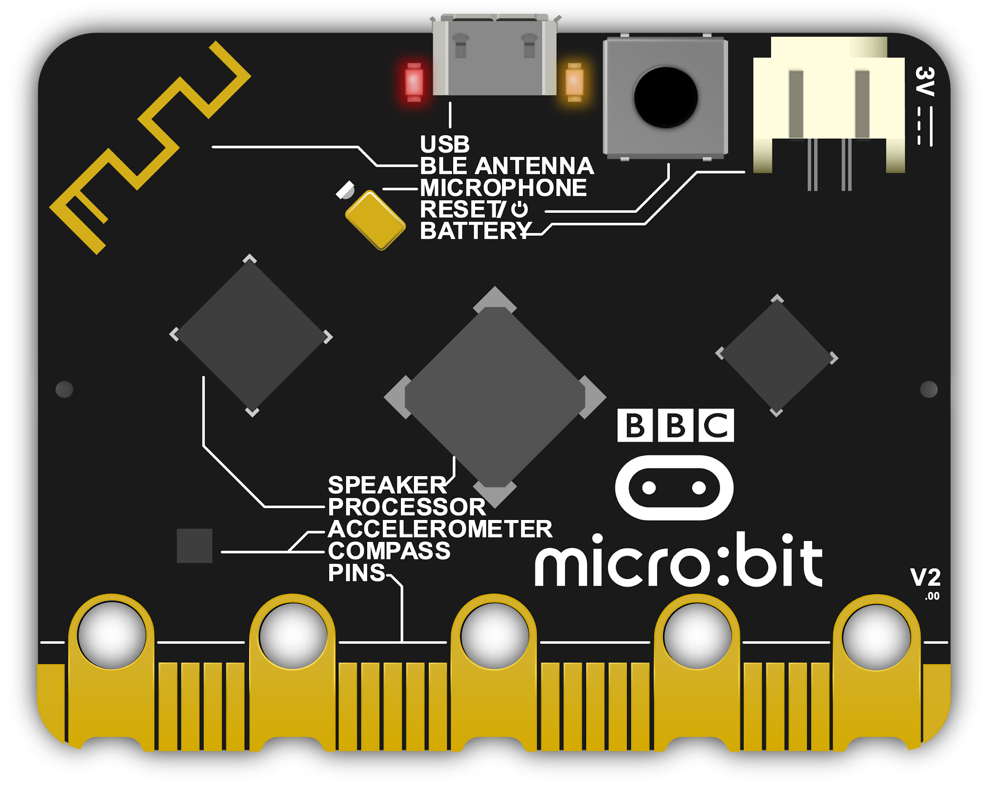 3V
USB
BLE ANTENNA
MICROPHONE
RESET/
BATTERY
BBC
SPEAKER
PROCESSOR
ACCELEROMETER
COMPASS
PINS
micro:bit
V2
.00